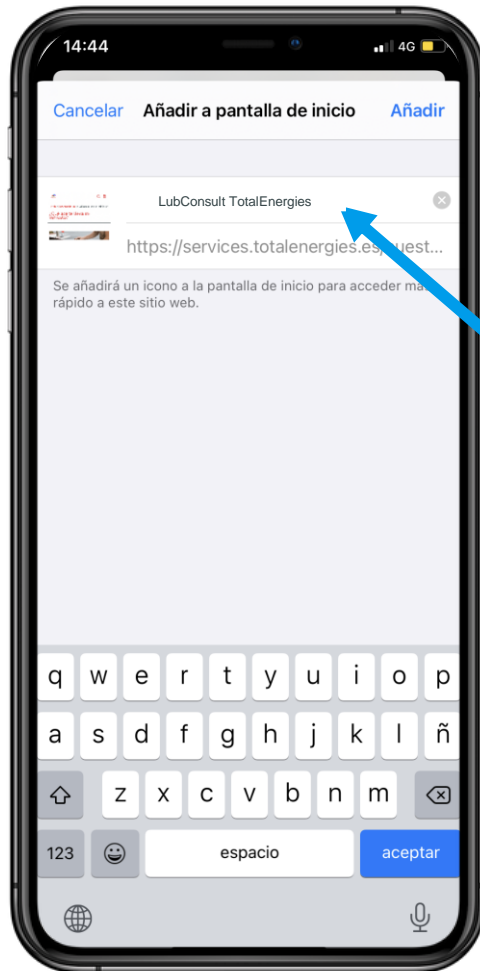 14:44
4G
Cancelar Añadir a pantalla de inicio Añadir
LubConsult TotalEnergies
https://services.totalenergies.es/quest...
Se añadirá un icono a la pantalla de inicio para acceder más
rápido a este sitio web.
q w e r t y u i o p
a s d f g h j k l ñ
z x c v b n m
123 espacio aceptar